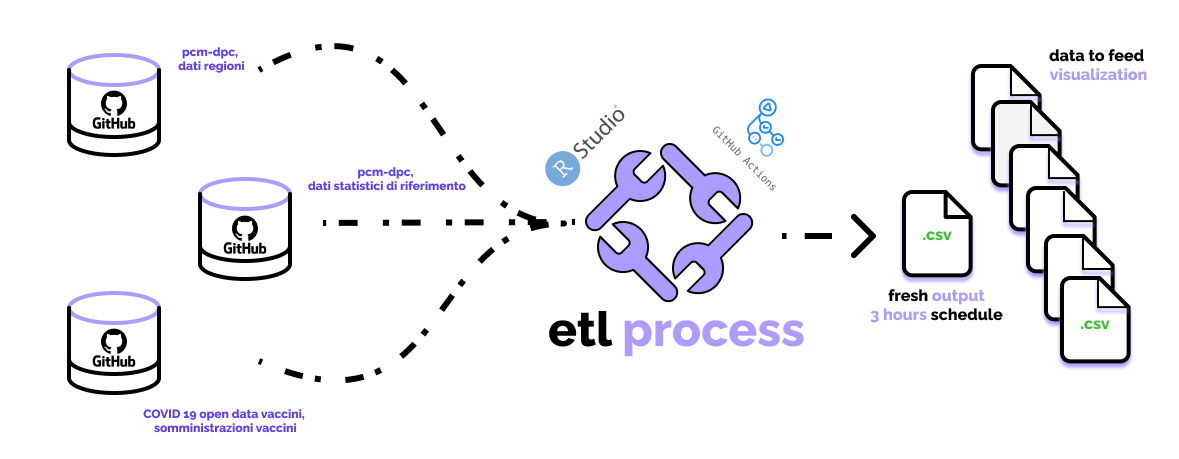 pcm-dpc,
dati regioni
GitHub
pcm-dpc,
dati statistici di riferimento
GitHub
GitHub
COVID 19 open data vaccini,
somministrazioni vaccini
R Studio
GitHub Actions
etl process
.csv
fresh output
3 hours schedule
data to feed
visualization
.csv